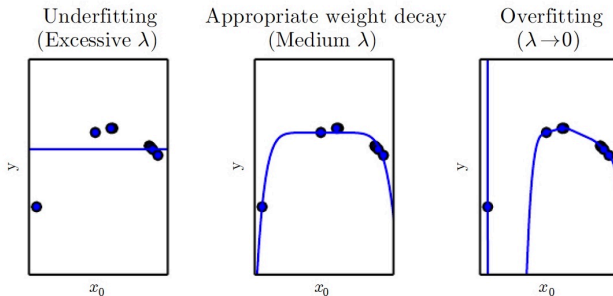 Underfitting
(Excessive λ)
Appropriate weight decay
(Medium λ)
Overfitting
(λ→0)
y
y
y
x₀
x₀
x₀